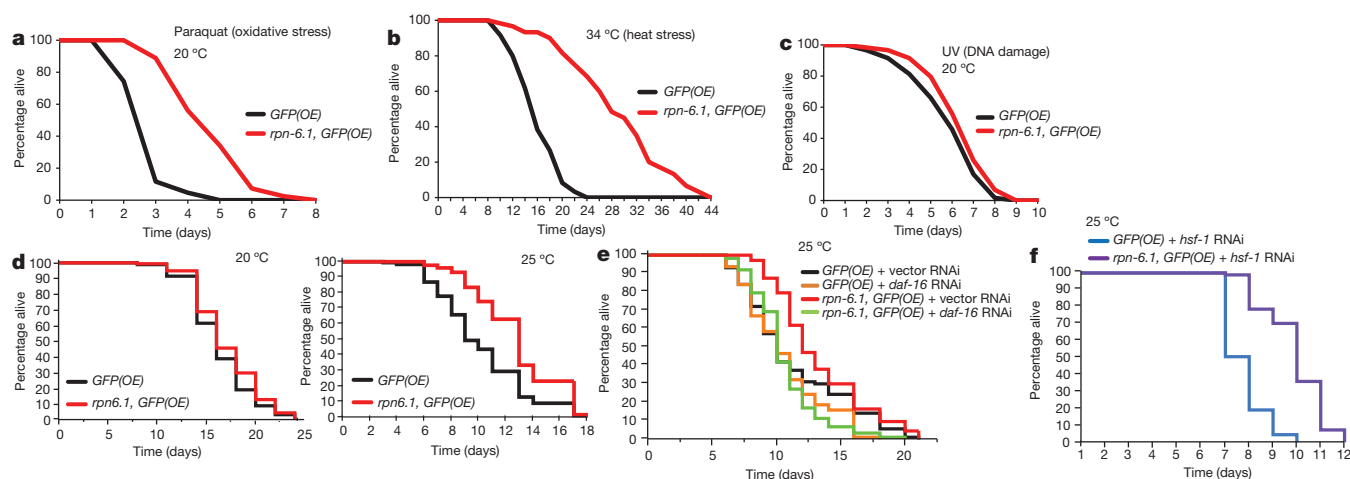 a
Paraquat (oxidative stress)
20 ºC
Percentage alive
100
80
60
40
20
0
GFP(OE)
rpn-6.1, GFP(OE)
0 1 2 3 4 5 6 7 8
Time (days)
b
34 ºC (heat stress)
Percentage alive
100
80
60
40
20
0
GFP(OE)
rpn-6.1, GFP(OE)
0 2 4 8 12 16 20 24 28 32 36 40 44
Time (days)
c
UV (DNA damage)
20 ºC
Percentage alive
100
80
60
40
20
0
GFP(OE)
rpn-6.1, GFP(OE)
0 1 2 3 4 5 6 7 8 9 10
Time (days)
d
20 ºC
Percentage alive
100
90
80
70
60
50
40
30
20
10
0
GFP(OE)
rpn6.1, GFP(OE)
0 5 10 15 20 25
Time (days)
25 ºC
Percentage alive
100
90
80
70
60
50
40
30
20
10
0
GFP(OE)
rpn6.1, GFP(OE)
0 2 4 6 8 10 12 14 16 18
Time (days)
e
25 ºC
Percentage alive
100
90
80
70
60
50
40
30
20
10
0
GFP(OE) + vector RNAi
GFP(OE) + daf-16 RNAi
rpn-6.1, GFP(OE) + vector RNAi
rpn-6.1, GFP(OE) + daf-16 RNAi
0 5 10 15 20
Time (days)
f
25 ºC
GFP(OE) + hsf-1 RNAi
rpn-6.1, GFP(OE) + hsf-1 RNAi
Percentage alive
100
80
60
40
20
0
1 2 3 4 5 6 7 8 9 10 11 12
Time (days)